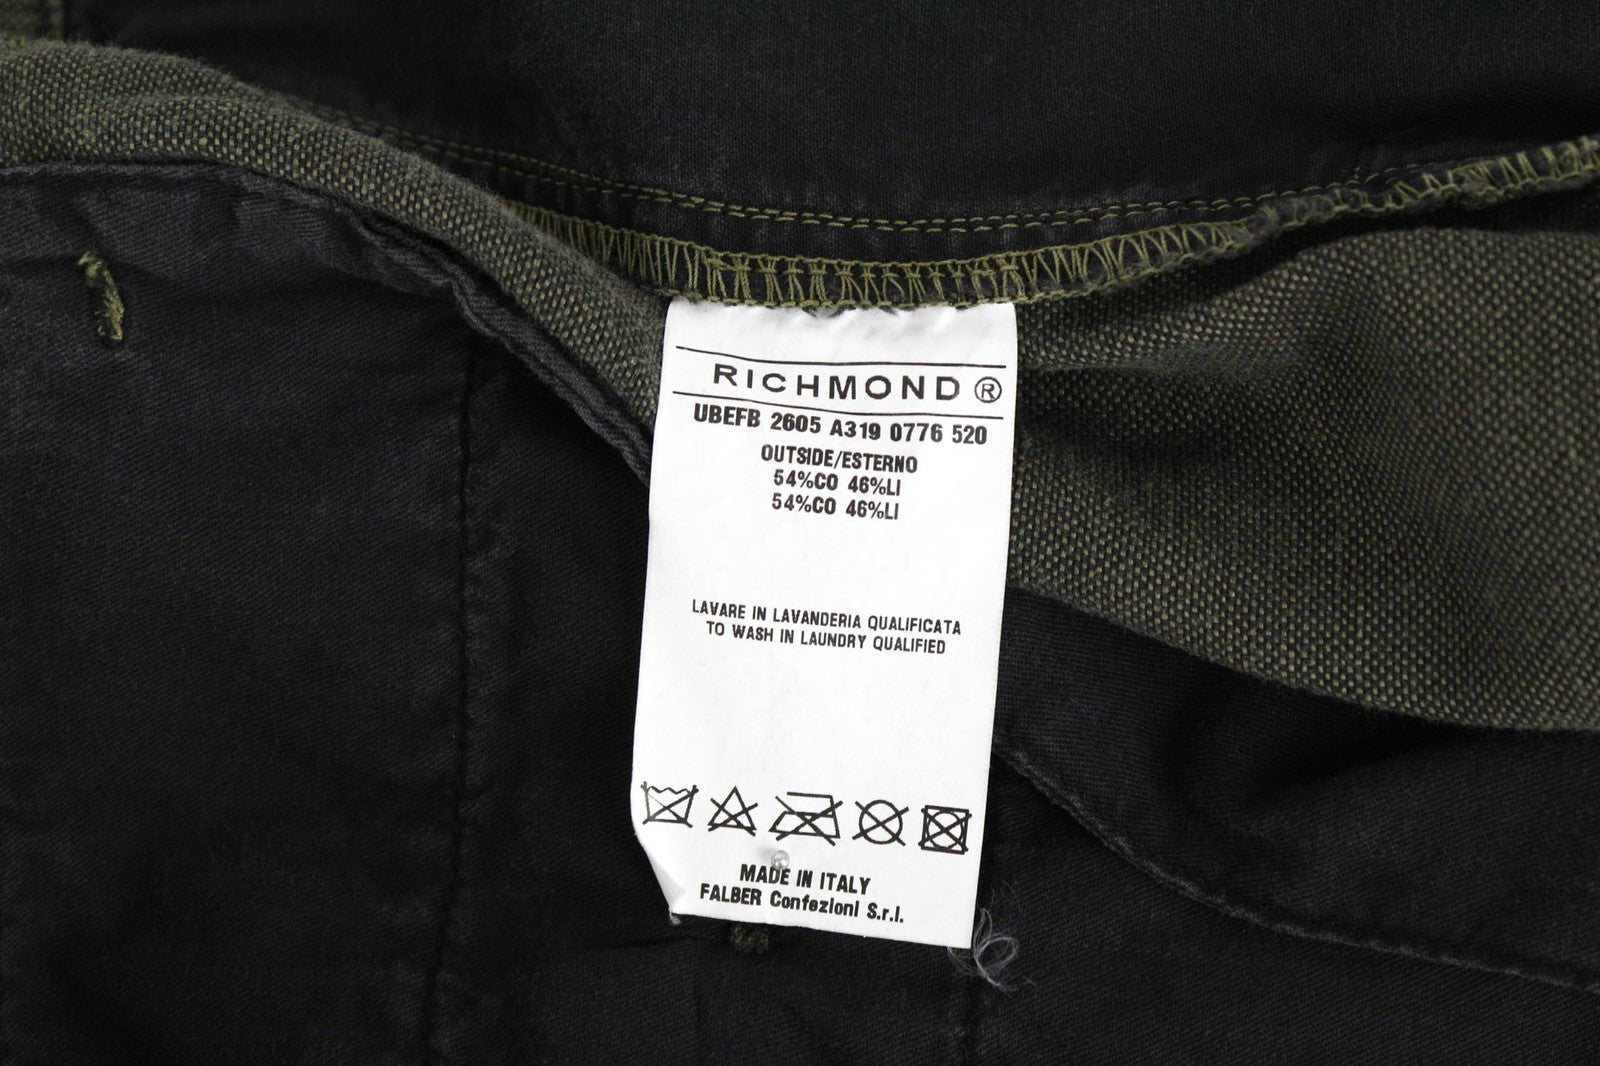 RICHMOND ®
UBEFB 2605 A319 0776 520
OUTSIDE/ESTERNO
54%CO 46%LI
54%CO 46%LI
LAVARE IN LAVANDERIA QUALIFICATA
TO WASH IN LAUNDRY QUALIFIED
MADE IN ITALY
FALBER Confezioni S.r.l.